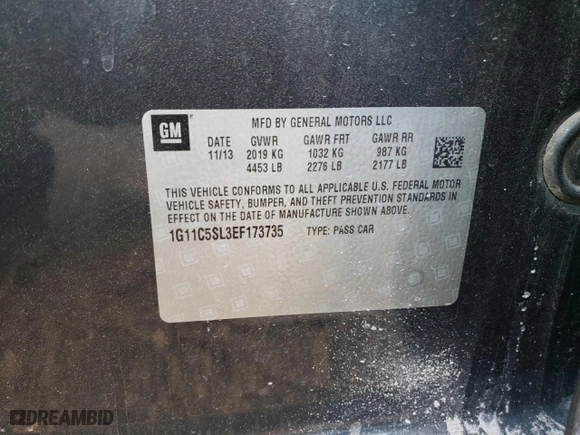 GM
MFD BY GENERAL MOTORS LLC
DATE GVWR GAWR FRT GAWR RR
11/13 2019 KG 1032 KG 987 KG
4453 LB 2276 LB 2177 LB
THIS VEHICLE CONFORMS TO ALL APPLICABLE U.S. FEDERAL MOTOR
VEHICLE SAFETY, BUMPER, AND THEFT PREVENTION STANDARDS IN
EFFECT ON THE DATE OF MANUFACTURE SHOWN ABOVE.
1G11C5SL3EF173735 TYPE: PASS CAR
DREAMBID